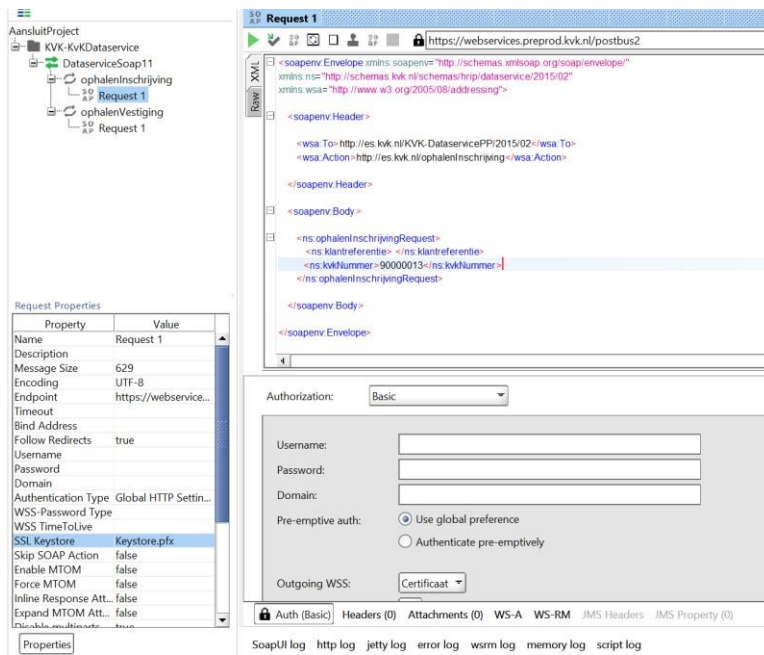 AansluitProject
KVK-KvKDataservice
DataserviceSoap11
ophalenInschrijving
SOAP Request 1
ophalenVestiging
SOAP Request 1
Request Properties
Property Value
Name Request 1
Description
Message Size 629
Encoding UTF-8
Endpoint https://webservice...
Timeout
Bind Address
Follow Redirects true
Username
Password
Domain
Authentication Type Global HTTP Settin...
WSS-Password Type
WSS TimeToLive
SSL Keystore Keystore.pfx
Skip SOAP Action false
Enable MTOM false
Force MTOM false
Inline Response Att... false
Expand MTOM Att... false
Disable multiparts true
Properties
SOAP Request 1
https://webservices.preprod.kvk.nl/postbus2
XML
Raw
<soapenv:Envelope xmlns:soapenv="http://schemas.xmlsoap.org/soap/envelope/"
xmlns:ns="http://schemas.kvk.nl/schemas/hrip/dataservice/2015/02"
xmlns:wsa="http://www.w3.org/2005/08/addressing">
<soapenv:Header>
<wsa:To>http://es.kvk.nl/KVK-DataservicePP/2015/02</wsa:To>
<wsa:Action>http://es.kvk.nl/ophalenInschrijving</wsa:Action>
</soapenv:Header>
<soapenv:Body>
<ns:ophalenInschrijvingRequest>
<ns:klantreferentie> </ns:klantreferentie>
<ns:kvkNummer>90000013</ns:kvkNummer>
</ns:ophalenInschrijvingRequest>
</soapenv:Body>
</soapenv:Envelope>
Authorization: Basic
Username:
Password:
Domain:
Pre-emptive auth: Use global preference
Authenticate pre-emptively
Outgoing WSS: Certificaat
Auth (Basic) Headers (0) Attachments (0) WS-A WS-RM JMS Headers JMS Property (0)
SoapUI log http log jetty log error log wsrm log memory log script log